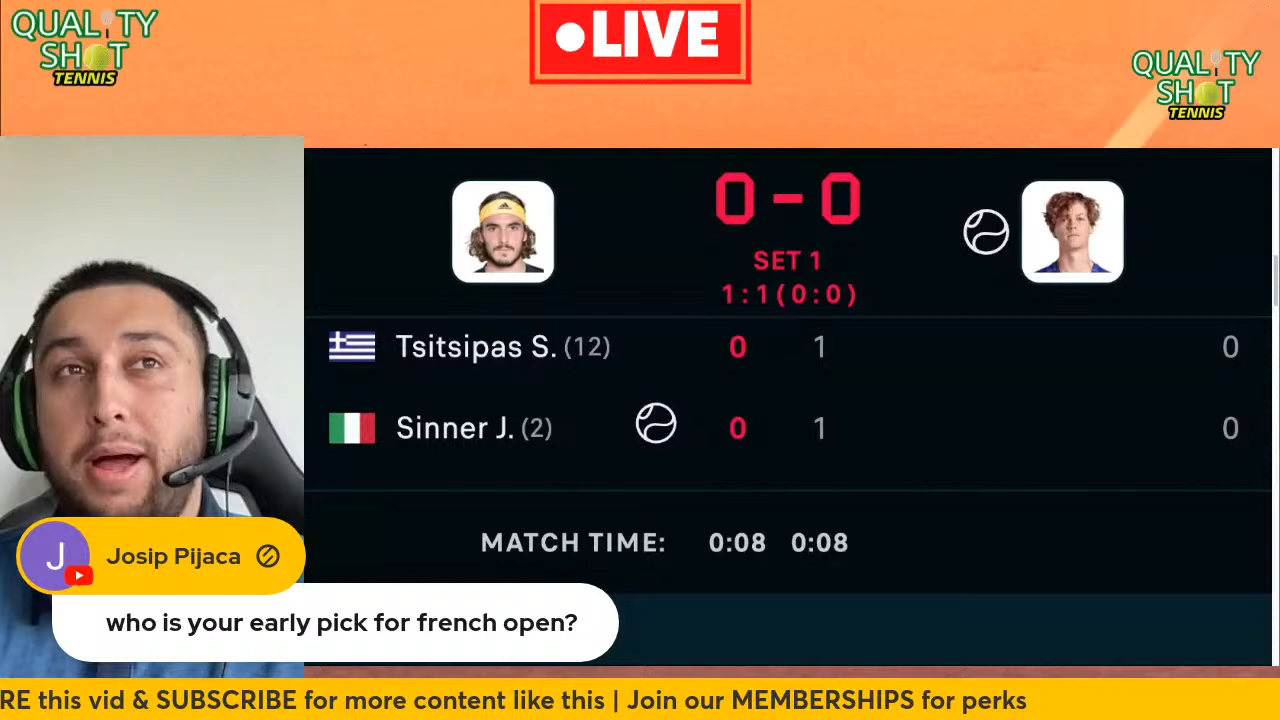 QUALITY
SHOT
TENNIS
LIVE
QUALITY
SHOT
TENNIS
0 - 0
SET 1
1 : 1 ( 0 : 0 )
Tsitsipas S. (12) 0 1 0
Sinner J. (2) 0 1 0
MATCH TIME: 0:08 0:08
J
Josip Pijaca
who is your early pick for french open?
RE this vid & SUBSCRIBE for more content like this | Join our MEMBERSHIPS for perks